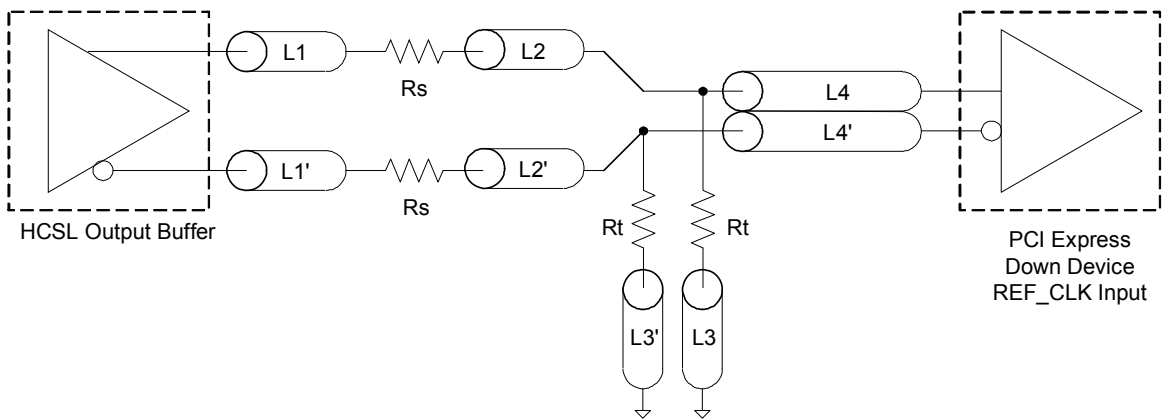 L1
Rs
L2
L4
L4'
L1'
Rs
L2'
HCSL Output Buffer
Rt
Rt
L3'
L3
PCI Express
Down Device
REF_CLK Input